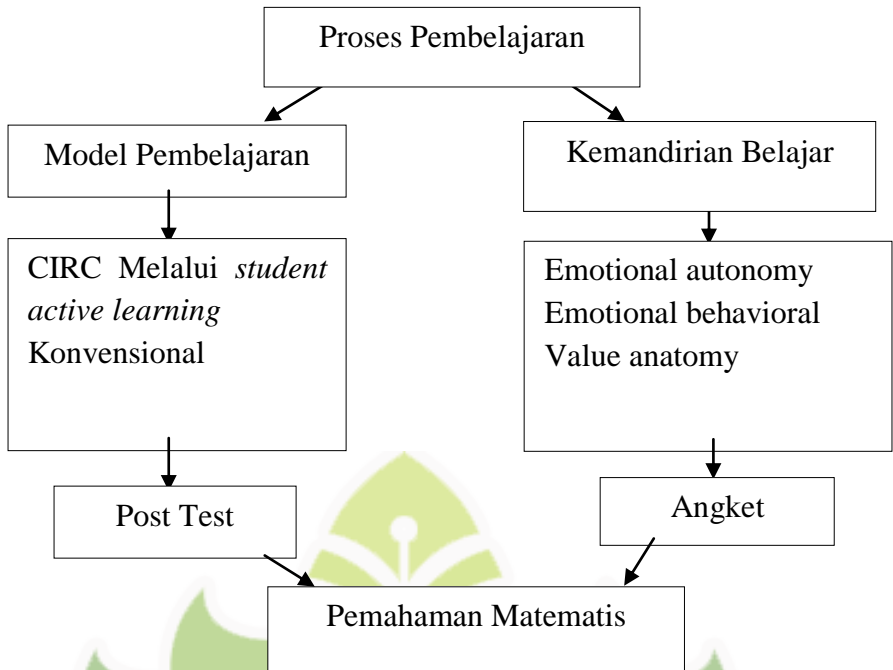 Proses Pembelajaran
Model Pembelajaran
Kemandirian Belajar
CIRC Melalui student
active learning
Konvensional
Emotional autonomy
Emotional behavioral
Value anatomy
Post Test
Angket
Pemahaman Matematis